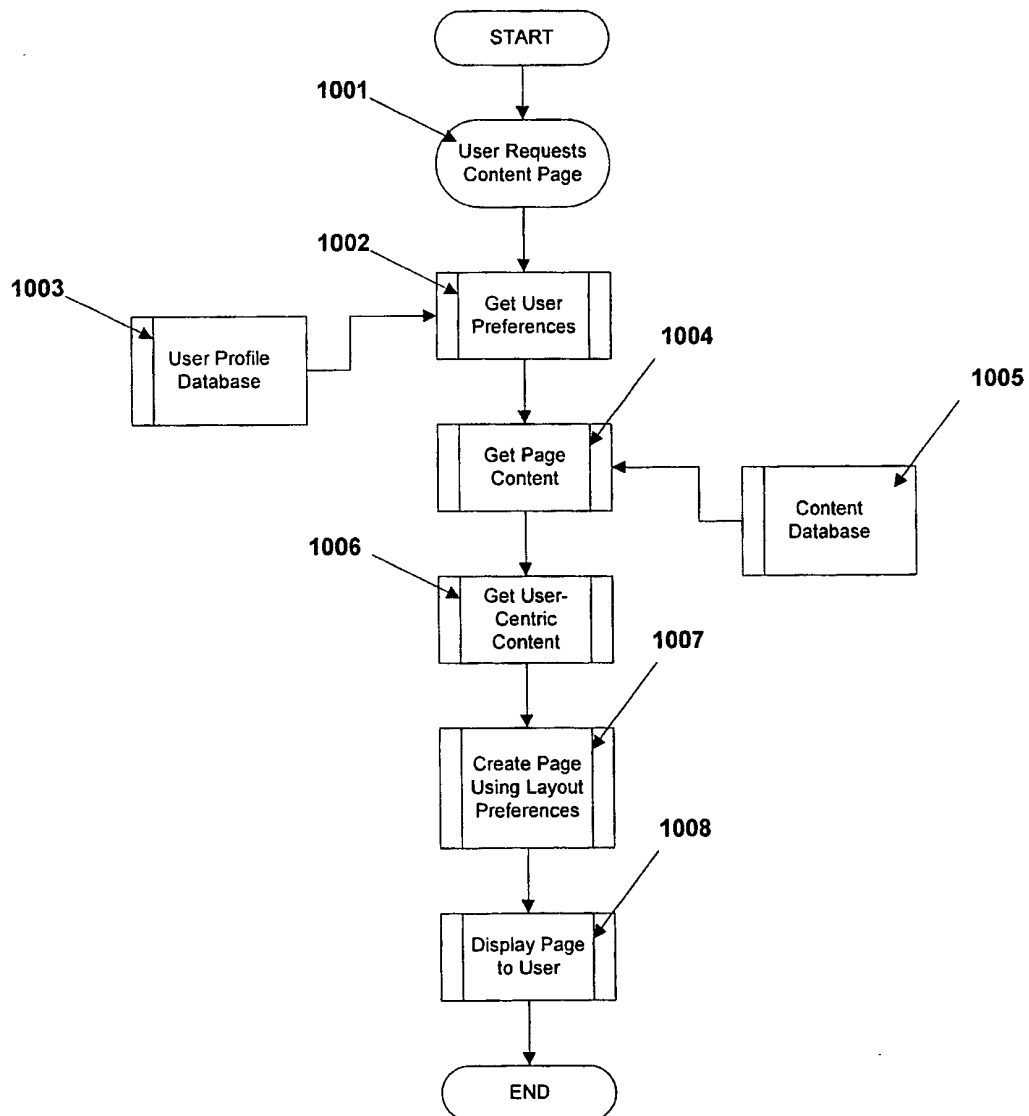 START
1001
User Requests
Content Page
1002
Get User
Preferences
1003
User Profile
Database
1004
Get Page
Content
1005
Content
Database
1006
Get User-
Centric
Content
1007
Create Page
Using Layout
Preferences
1008
Display Page
to User
END